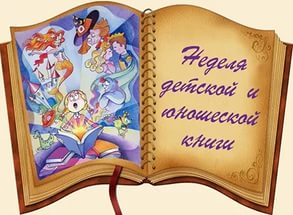 Неделя
детской и
юношеской
книги